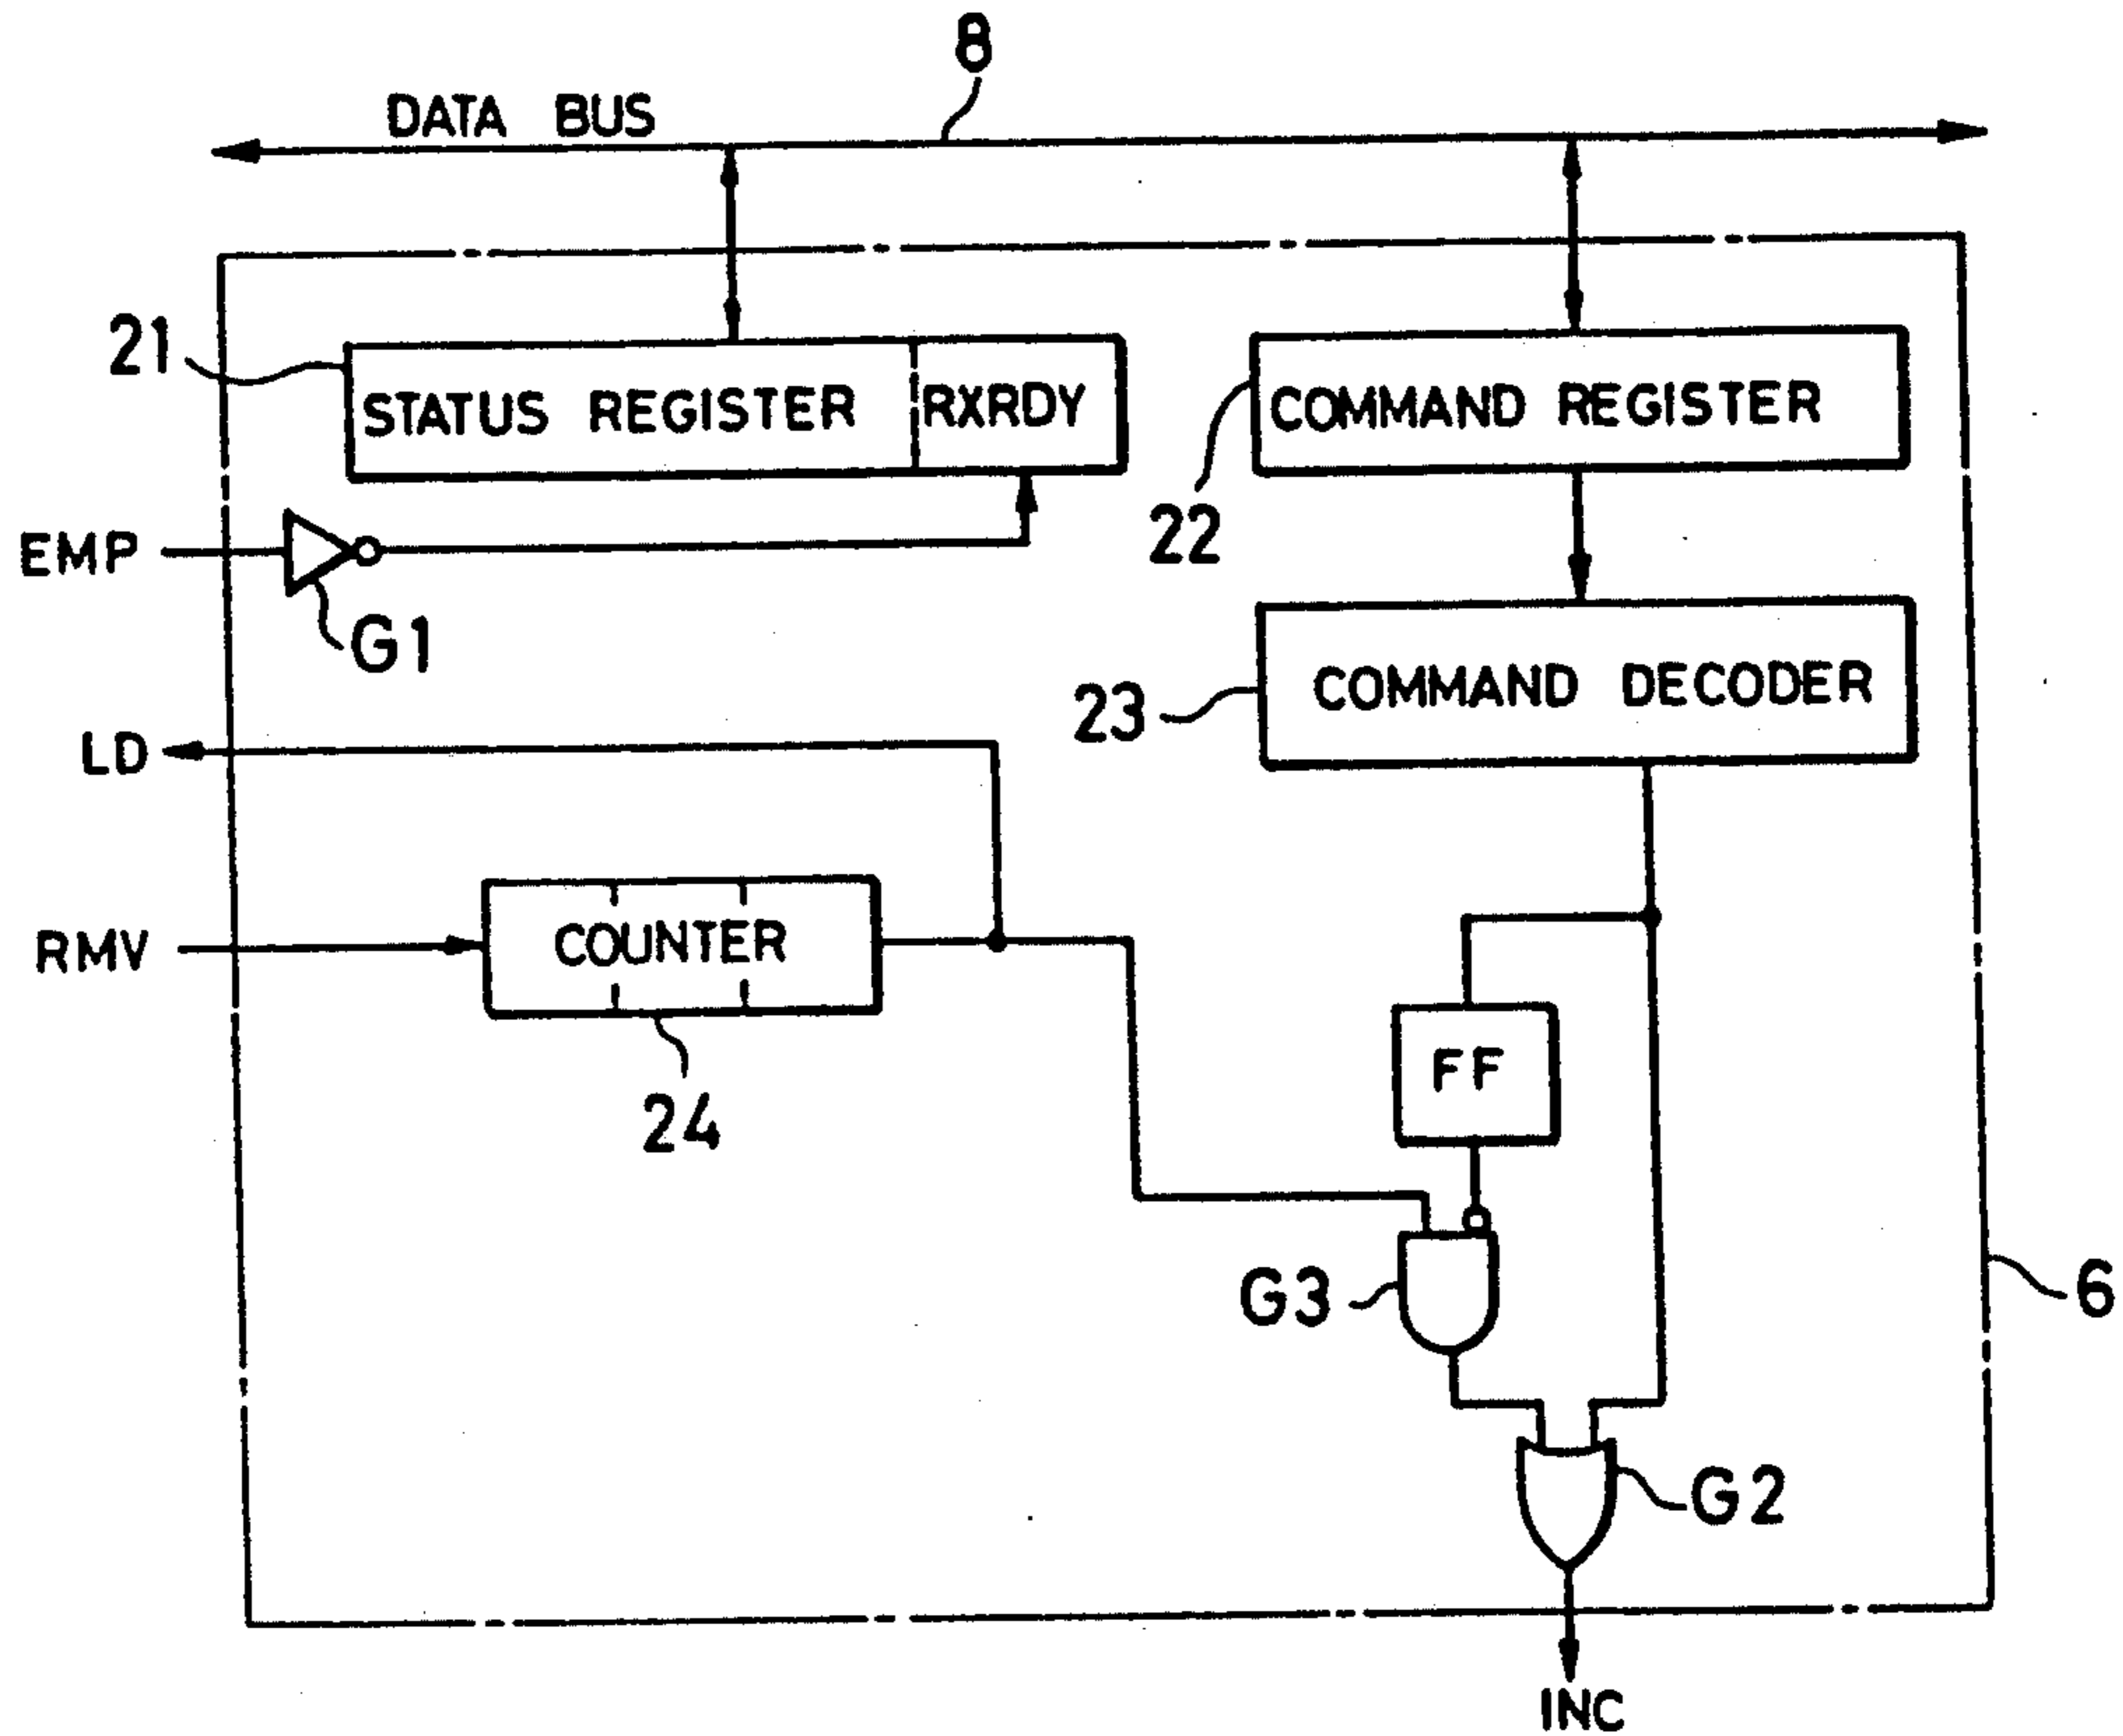 8
DATA BUS
21
STATUS REGISTER
RXRDY
COMMAND REGISTER
22
EMP
G1
23
COMMAND DECODER
LD
RMV
COUNTER
24
FF
G3
6
G2
INC